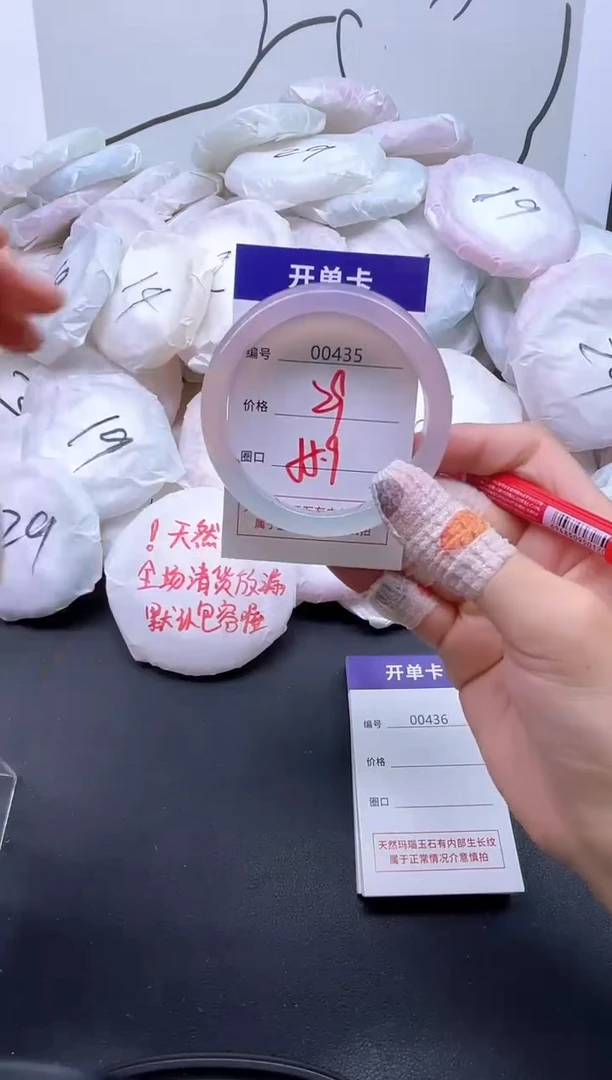 29
19
19
19
29
开单卡
编号 00435
价格 29
圈口
！天然
全场清货放漏
默认包容哦
开单卡
编号 00436
价格
圈口
天然玛瑙玉石有内部生长纹
属于正常情况介意慎拍